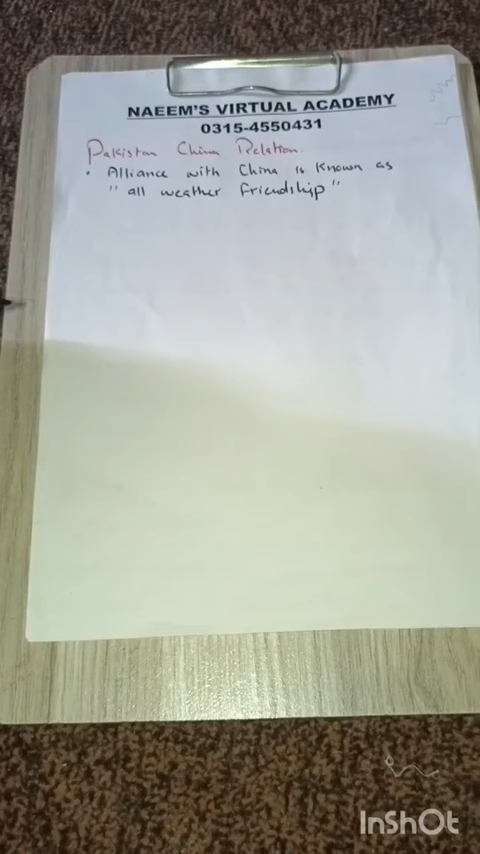 NAEEM'S VIRTUAL ACADEMY
0315-4550431
Pakistan China Relation.
• Alliance with China is Known as
" all weather friendship "
InShOt